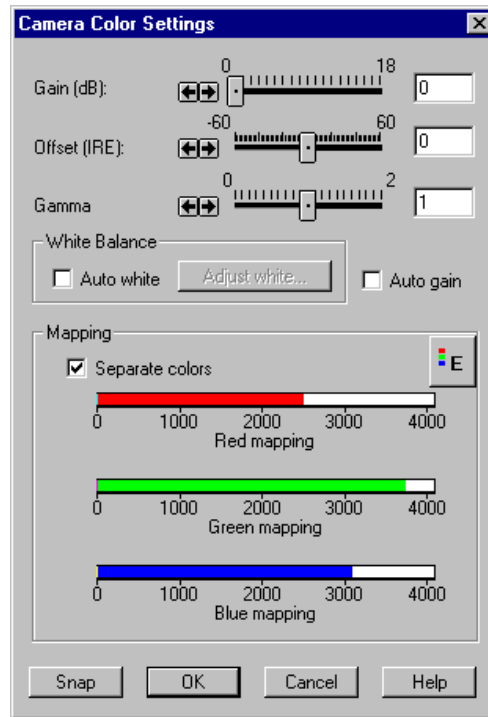 Camera Color Settings
0 18
Gain (dB): 0
-60 60
Offset (IRE): 0
0 2
Gamma 1
White Balance
Auto white Adjust white... Auto gain
Mapping
Separate colors E
0 1000 2000 3000 4000
Red mapping
0 1000 2000 3000 4000
Green mapping
0 1000 2000 3000 4000
Blue mapping
Snap OK Cancel Help